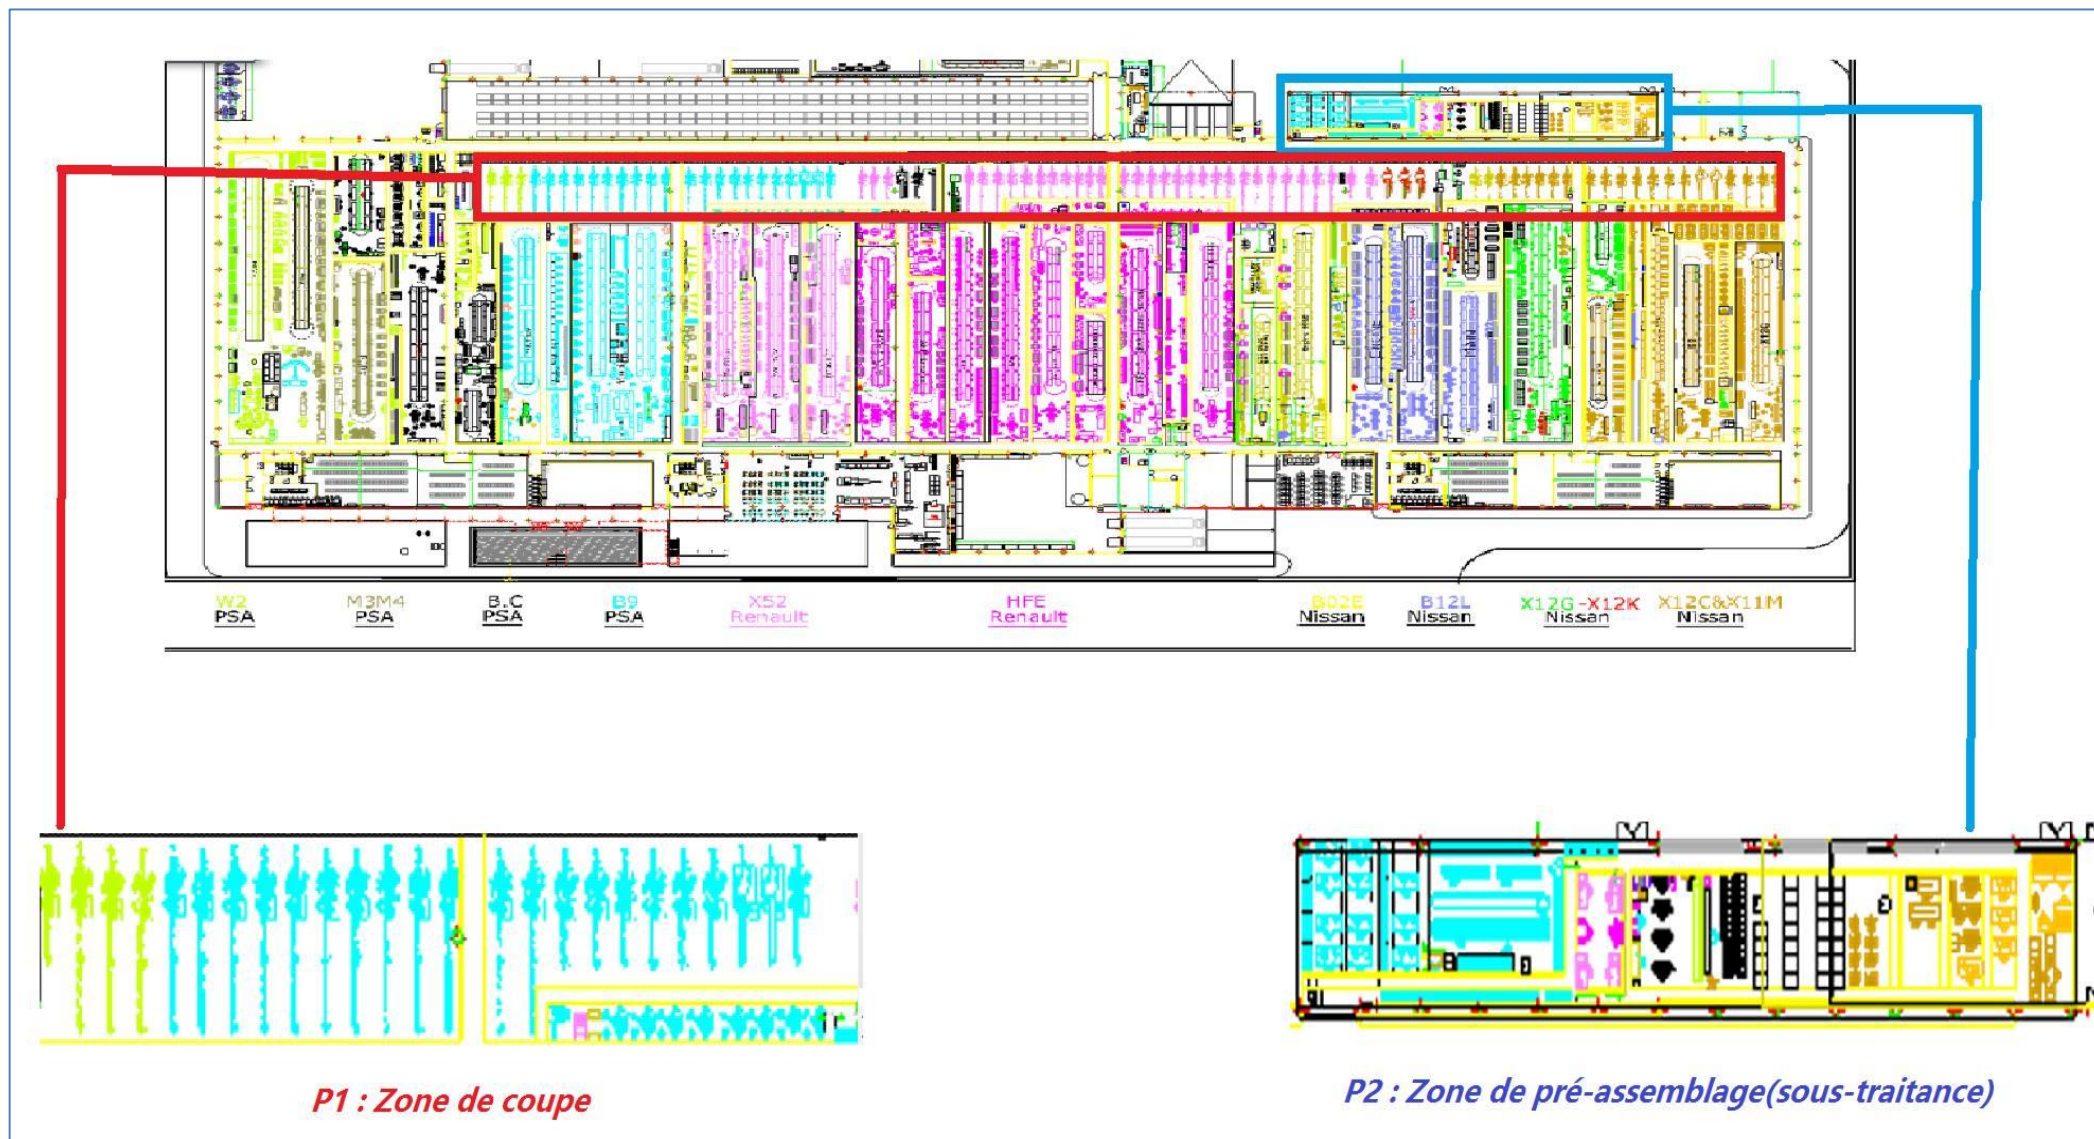 W2 M3M4 B.C B9 X52 HFE B02E B12L X12G-X12K X12C&X11M
PSA PSA PSA PSA Renault Renault Nissan Nissan Nissan Nissan
P1 : Zone de coupe
P2 : Zone de pré-assemblage(sous-traitance)